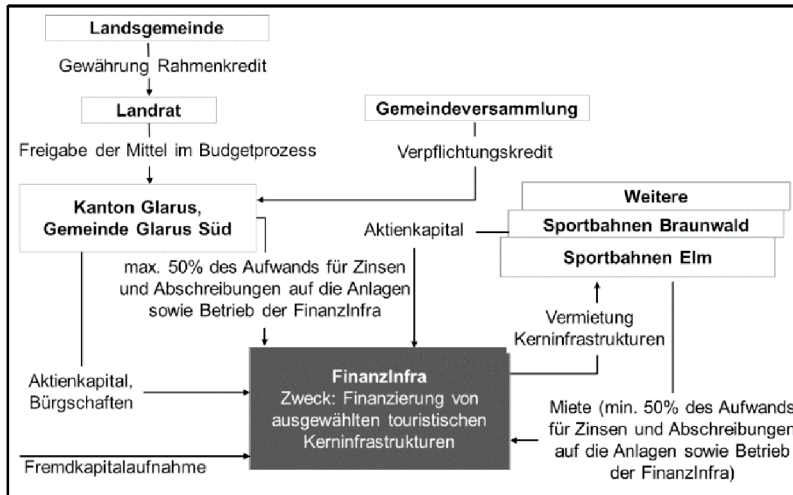 Landsgemeinde
Gewährung Rahmenkredit
Landrat
Gemeindeversammlung
Freigabe der Mittel im Budgetprozess
Verpflichtungskredit
Kanton Glarus,
Gemeinde Glarus Süd
Weitere
Sportbahnen Braunwald
Sportbahnen Elm
Aktienkapital
max. 50% des Aufwands für Zinsen
und Abschreibungen auf die Anlagen
sowie Betrieb der FinanzInfra
Vermietung
Kerninfrastrukturen
Aktienkapital,
Bürgschaften
FinanzInfra
Zweck: Finanzierung von
ausgewählten touristischen
Kerninfrastrukturen
Miete (min. 50% des Aufwands
für Zinsen und Abschreibungen
auf die Anlagen sowie Betrieb
der FinanzInfra)
Fremdkapitalaufnahme